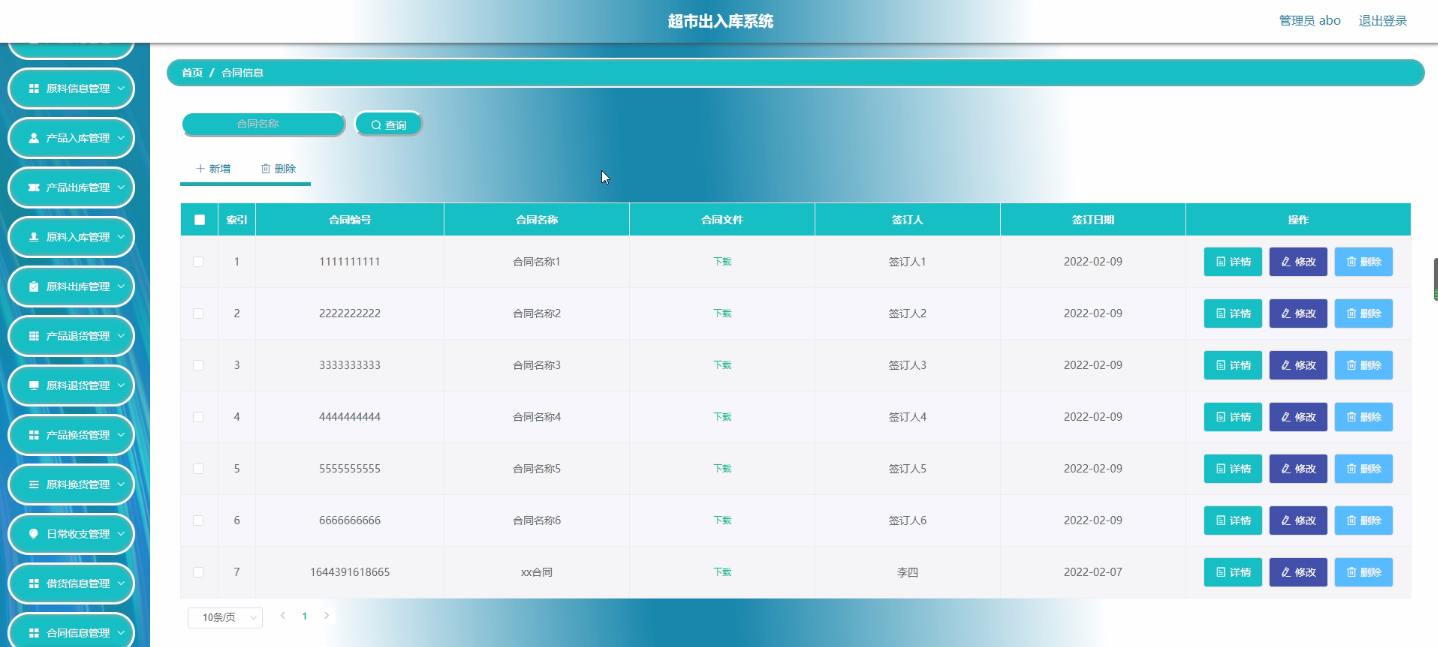 超市出入库系统
管理员 abo 退出登录
首页 / 合同信息
合同名称 查询
新增 删除
原料信息管理
产品入库管理
产品出库管理
原料入库管理
原料出库管理
产品退货管理
原料退货管理
产品换货管理
原料换货管理
日常收支管理
借货信息管理
合同信息管理
索引 合同编号 合同名称 合同文件 签订人 签订日期 操作
1 1111111111 合同名称1 下载 签订人1 2022-02-09 详情 修改 删除
2 2222222222 合同名称2 下载 签订人2 2022-02-09 详情 修改 删除
3 3333333333 合同名称3 下载 签订人3 2022-02-09 详情 修改 删除
4 4444444444 合同名称4 下载 签订人4 2022-02-09 详情 修改 删除
5 5555555555 合同名称5 下载 签订人5 2022-02-09 详情 修改 删除
6 6666666666 合同名称6 下载 签订人6 2022-02-09 详情 修改 删除
7 1644391618665 xx合同 下载 李四 2022-02-07 详情 修改 删除
10条/页 1